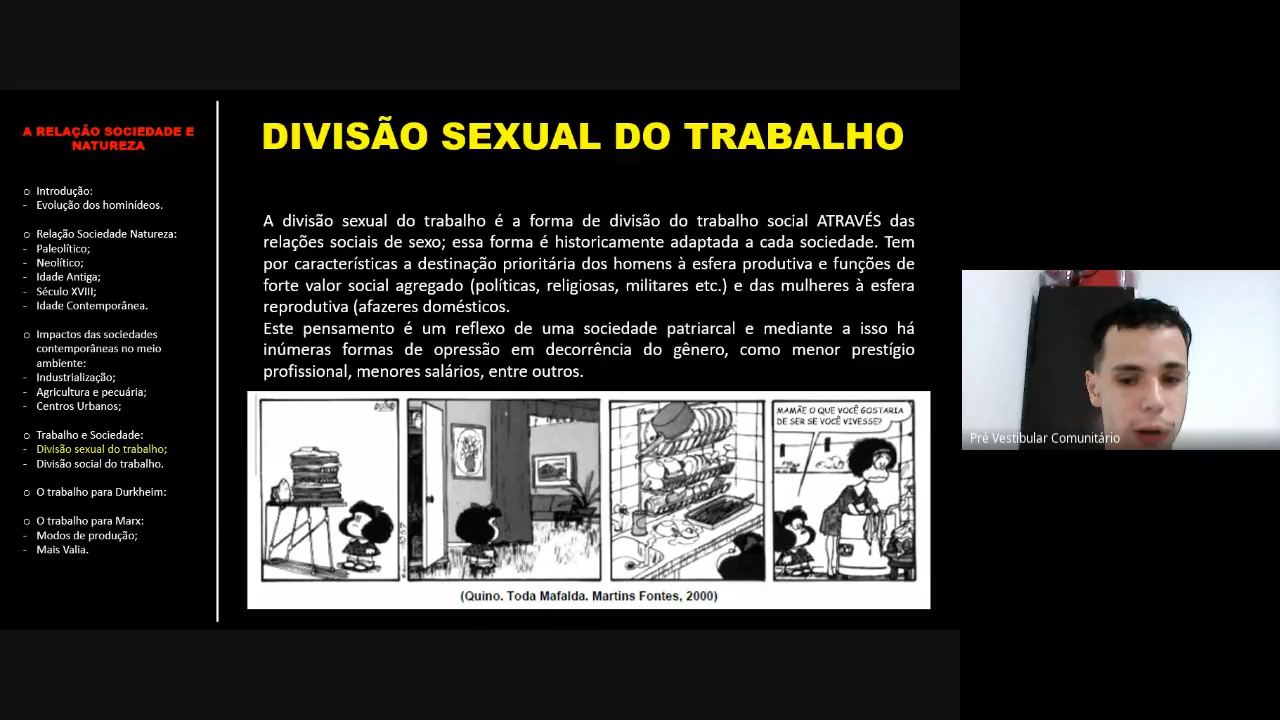 A RELAÇÃO SOCIEDADE E
NATUREZA
o Introdução:
- Evolução dos hominídeos.
o Relação Sociedade Natureza:
- Paleolítico;
- Neolítico;
- Idade Antiga;
- Século XVIII;
- Idade Contemporânea.
o Impactos das sociedades
contemporâneas no meio
ambiente:
- Industrialização;
- Agricultura e pecuária;
- Centros Urbanos;
o Trabalho e Sociedade:
- Divisão sexual do trabalho;
- Divisão social do trabalho.
o O trabalho para Durkheim:
o O trabalho para Marx:
- Modos de produção;
- Mais Valia.
DIVISÃO SEXUAL DO TRABALHO
A divisão sexual do trabalho é a forma de divisão do trabalho social ATRAVÉS das
relações sociais de sexo; essa forma é historicamente adaptada a cada sociedade. Tem
por características a destinação prioritária dos homens à esfera produtiva e funções de
forte valor social agregado (políticas, religiosas, militares etc.) e das mulheres à esfera
reprodutiva (afazeres domésticos.
Este pensamento é um reflexo de uma sociedade patriarcal e mediante a isso há
inúmeras formas de opressão em decorrência do gênero, como menor prestígio
profissional, menores salários, entre outros.
MAMÃE O QUE VOCÊ GOSTARIA
DE SER SE VOCÊ VIVESSE?
(Quino. Toda Mafalda. Martins Fontes, 2000)
Pré Vestibular Comunitário